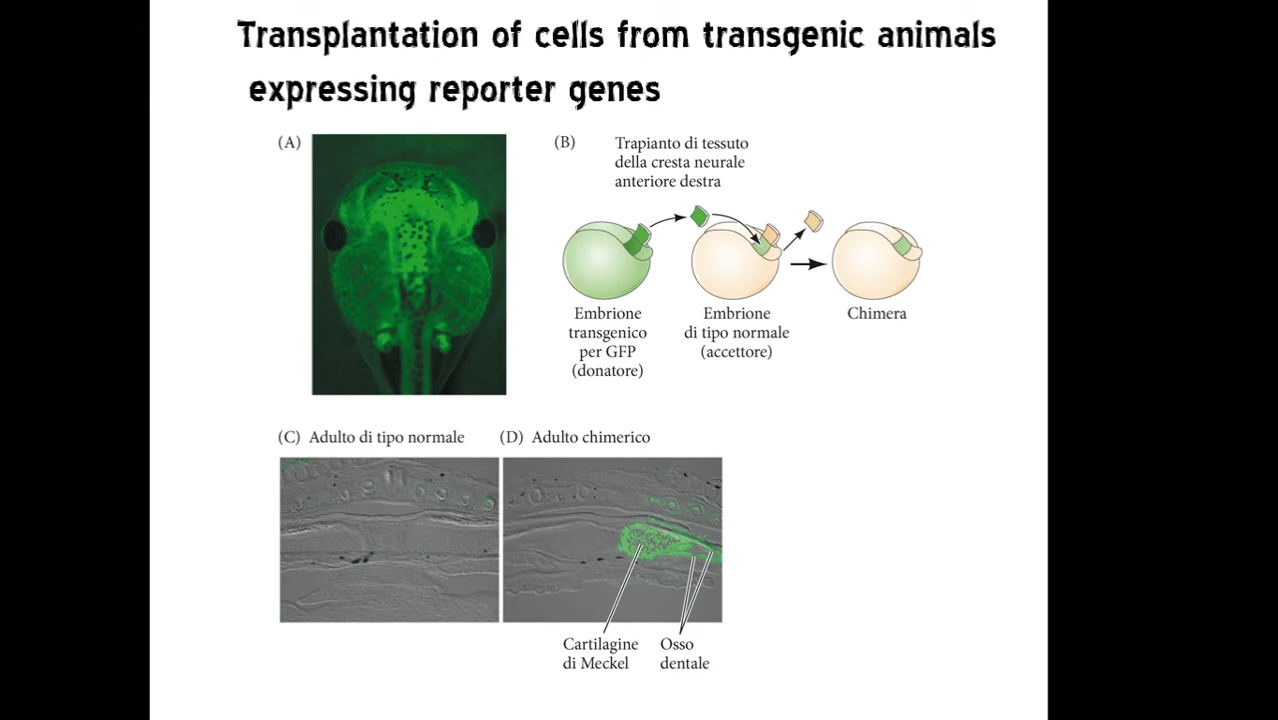 Transplantation of cells from transgenic animals
expressing reporter genes
(A)
(B)
Trapianto di tessuto
della cresta neurale
anteriore destra
Embrione
transgenico
per GFP
(donatore)
Embrione
di tipo normale
(accettore)
Chimera
(C) Adulto di tipo normale
(D) Adulto chimerico
Cartilagine
di Meckel
Osso
dentale